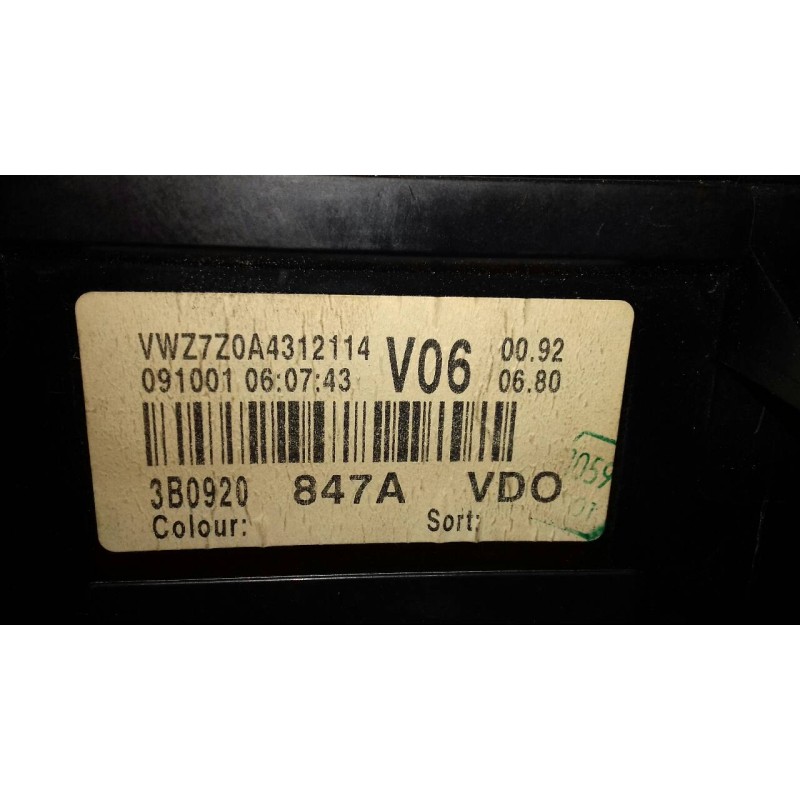 VWZ7Z0A4312114 V06 00.92
091001 06:07:43 06.80
3B0920 847A VDO
Colour: Sort: